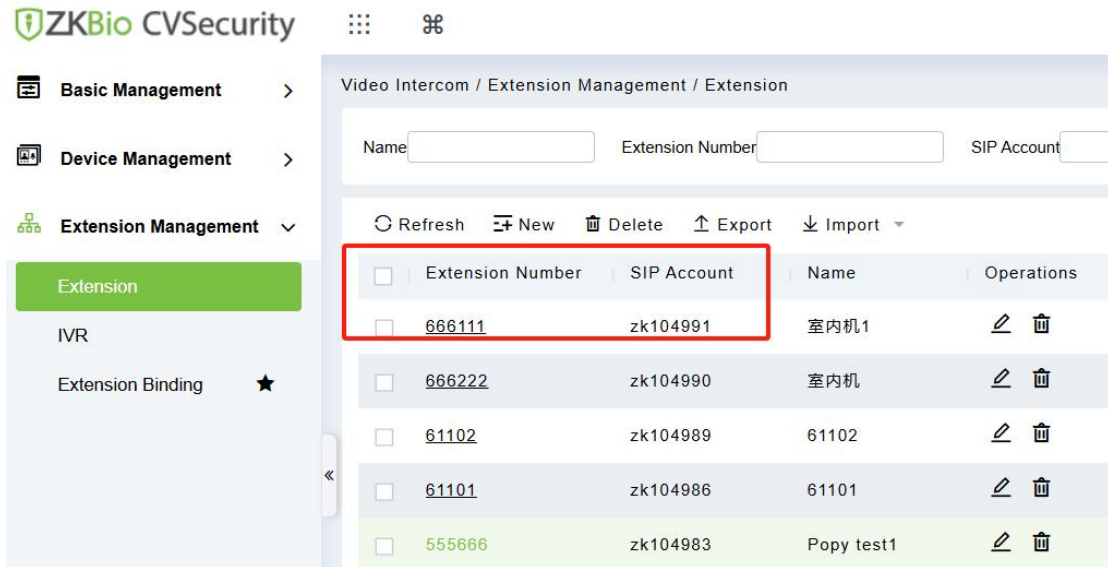 ZKBio CVSecurity
Basic Management
Device Management
Extension Management
Extension
IVR
Extension Binding
Video Intercom / Extension Management / Extension
Name Extension Number SIP Account
Refresh New Delete Export Import
Extension Number SIP Account Name Operations
666111 zk104991 室内机1
666222 zk104990 室内机
61102 zk104989 61102
61101 zk104986 61101
555666 zk104983 Popy test1